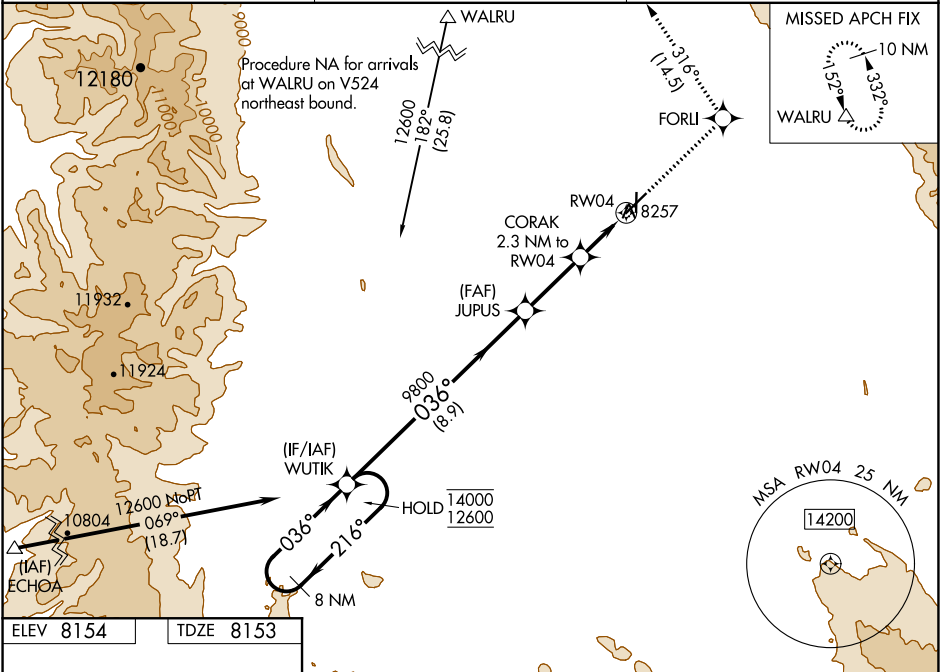 WALRU
9000
12180
11000
10000
Procedure NA for arrivals
at WALRU on V524
northeast bound.
12600
182°
(25.8)
316°
(14.5)
FORLI
MISSED APCH FIX
10 NM
152°
332°
WALRU
RW04
8257
CORAK
2.3 NM to
RW04
(FAF)
JUPUS
11932
11924
9800
036°
(8.9)
(IF/IAF)
WUTIK
HOLD
14000
12600
036°
216°
8 NM
12600 NoPT
069°
(18.7)
10804
(IAF)
ECHOA
MSA RW04 25 NM
14200
ELEV 8154
TDZE 8153